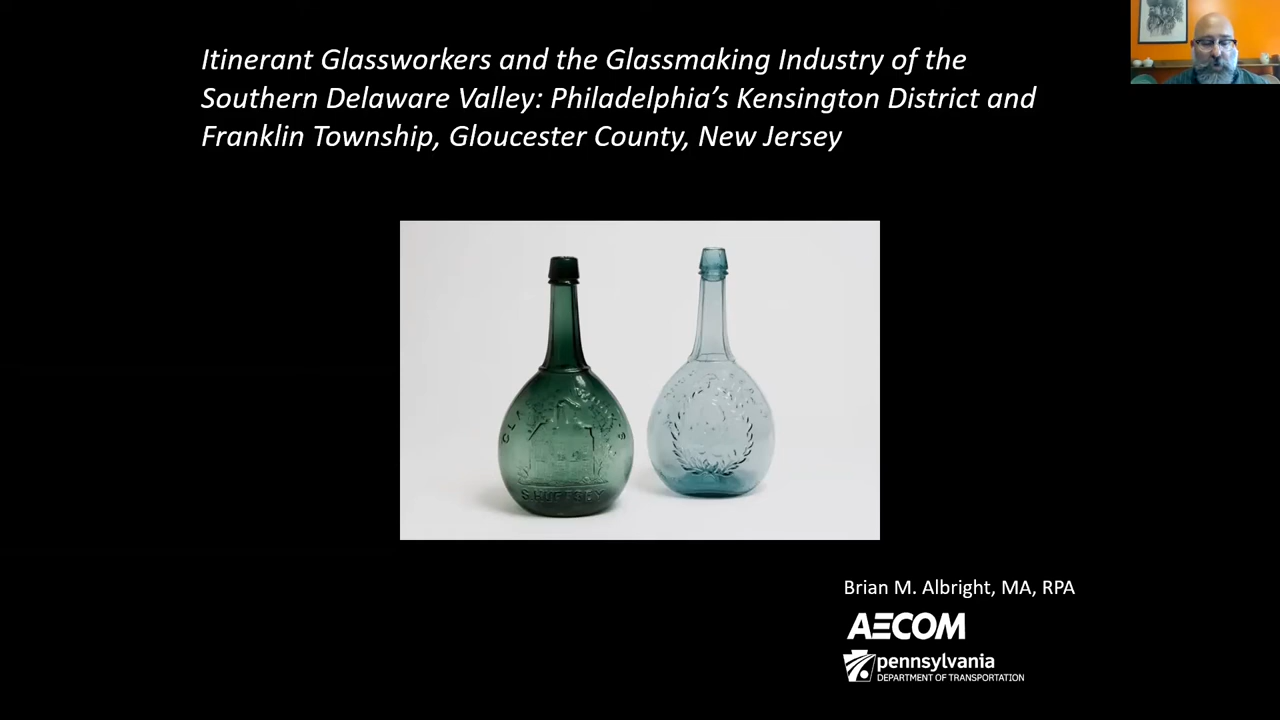 Itinerant Glassworkers and the Glassmaking Industry of the
Southern Delaware Valley: Philadelphia’s Kensington District and
Franklin Township, Gloucester County, New Jersey
Brian M. Albright, MA, RPA
AECOM
pennsylvania
DEPARTMENT OF TRANSPORTATION